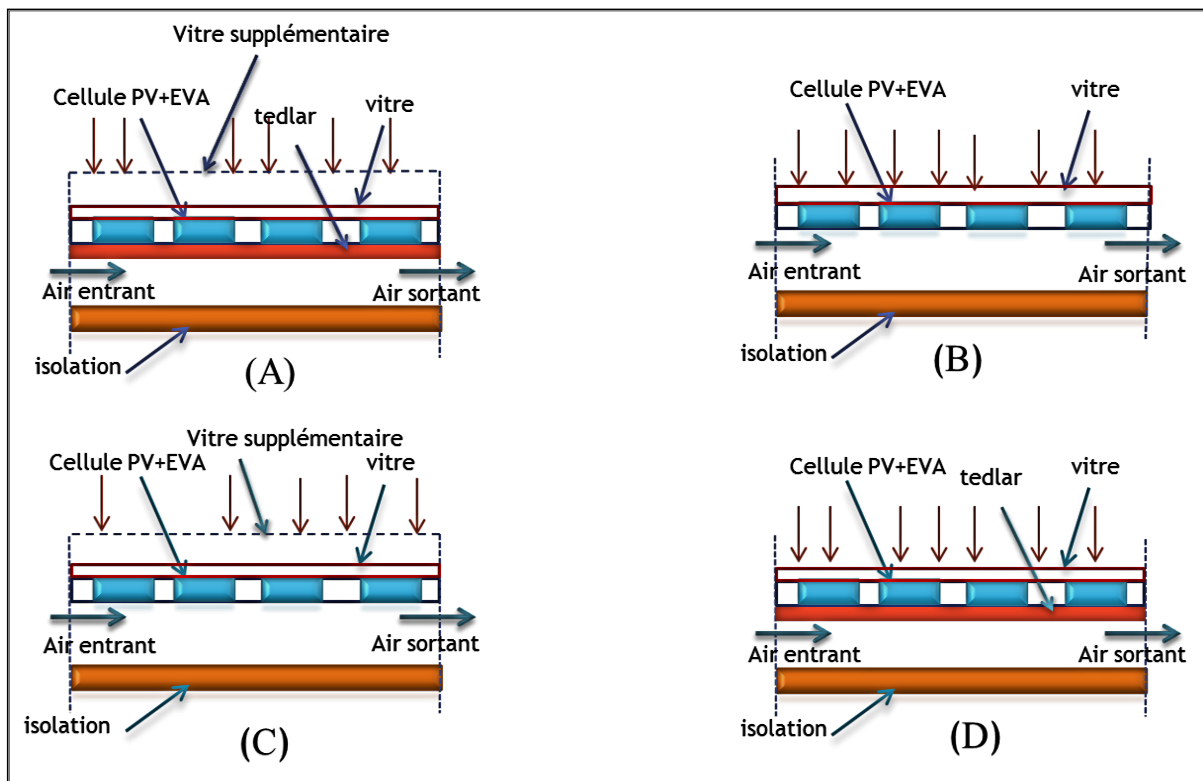 Vitre supplémentaire
Cellule PV+EVA
tedlar
vitre
Air entrant
Air sortant
isolation
(A)
Cellule PV+EVA
vitre
Air entrant
Air sortant
isolation
(B)
Vitre supplémentaire
Cellule PV+EVA
vitre
Air entrant
Air sortant
isolation
(C)
Cellule PV+EVA
tedlar
vitre
Air entrant
Air sortant
isolation
(D)